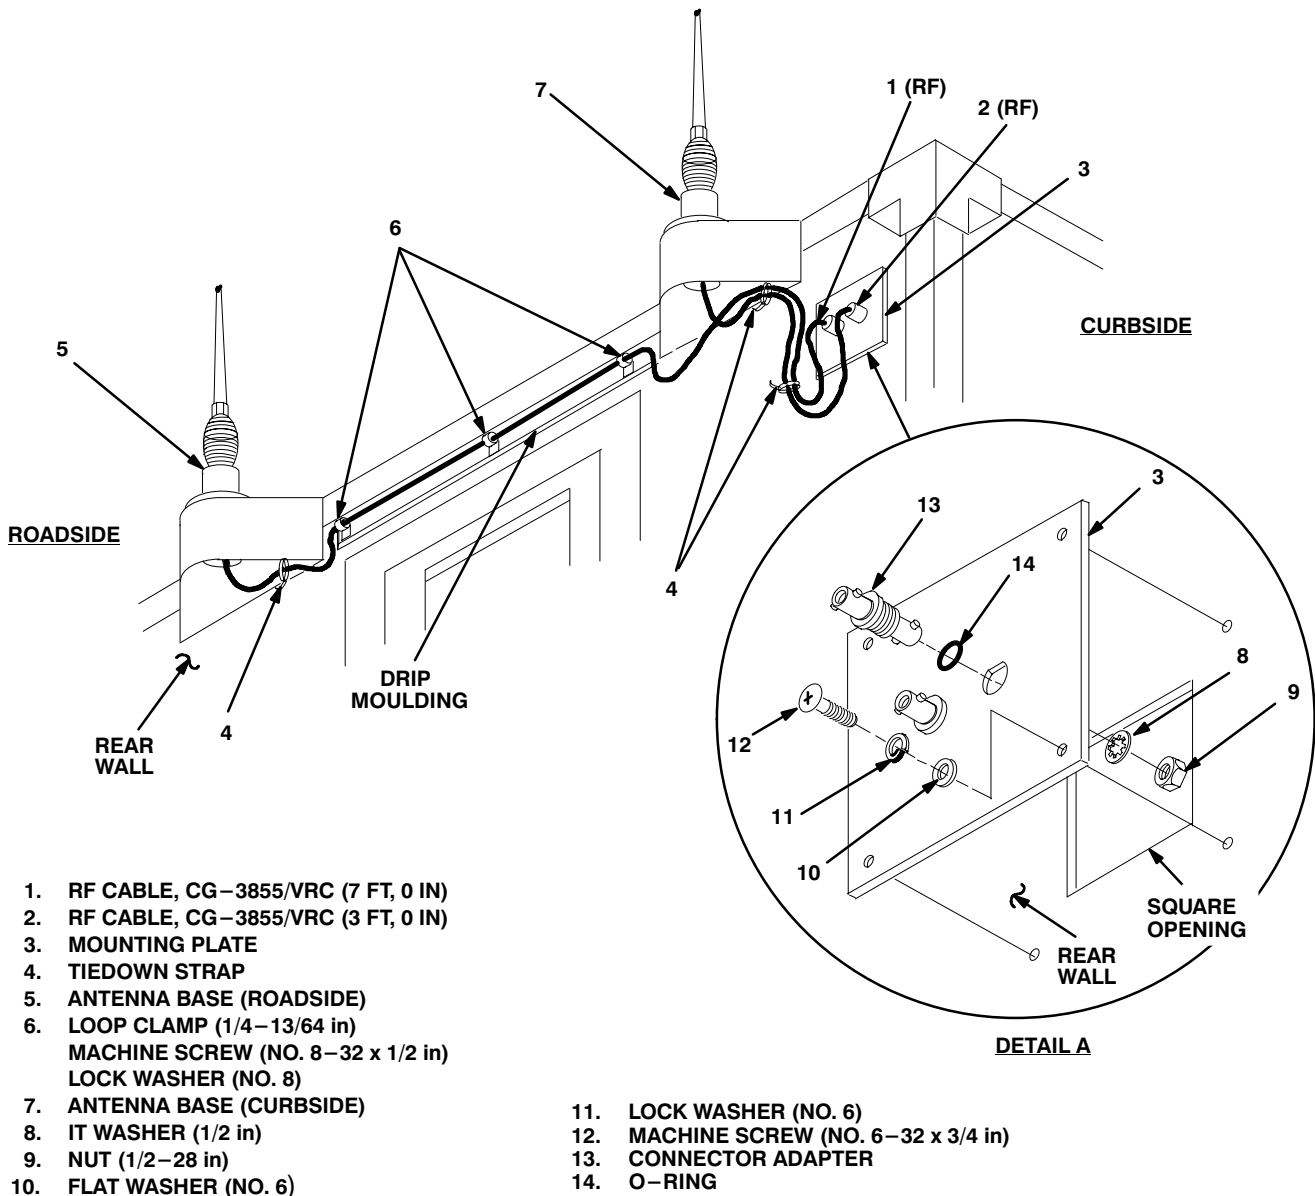 1 (RF)
7
2 (RF)
3
6
CURBSIDE
5
ROADSIDE
13
3
14
4
8
DRIP
MOULDING
9
4
12
REAR
WALL
11
10
SQUARE
OPENING
REAR
WALL
DETAIL A
1. RF CABLE, CG–3855/VRC (7 FT, 0 IN)
2. RF CABLE, CG–3855/VRC (3 FT, 0 IN)
3. MOUNTING PLATE
4. TIEDOWN STRAP
5. ANTENNA BASE (ROADSIDE)
6. LOOP CLAMP (1/4–13/64 in)
MACHINE SCREW (NO. 8–32 x 1/2 in)
LOCK WASHER (NO. 8)
7. ANTENNA BASE (CURBSIDE)
8. IT WASHER (1/2 in)
9. NUT (1/2–28 in)
10. FLAT WASHER (NO. 6)
11. LOCK WASHER (NO. 6)
12. MACHINE SCREW (NO. 6–32 x 3/4 in)
13. CONNECTOR ADAPTER
14. O–RING